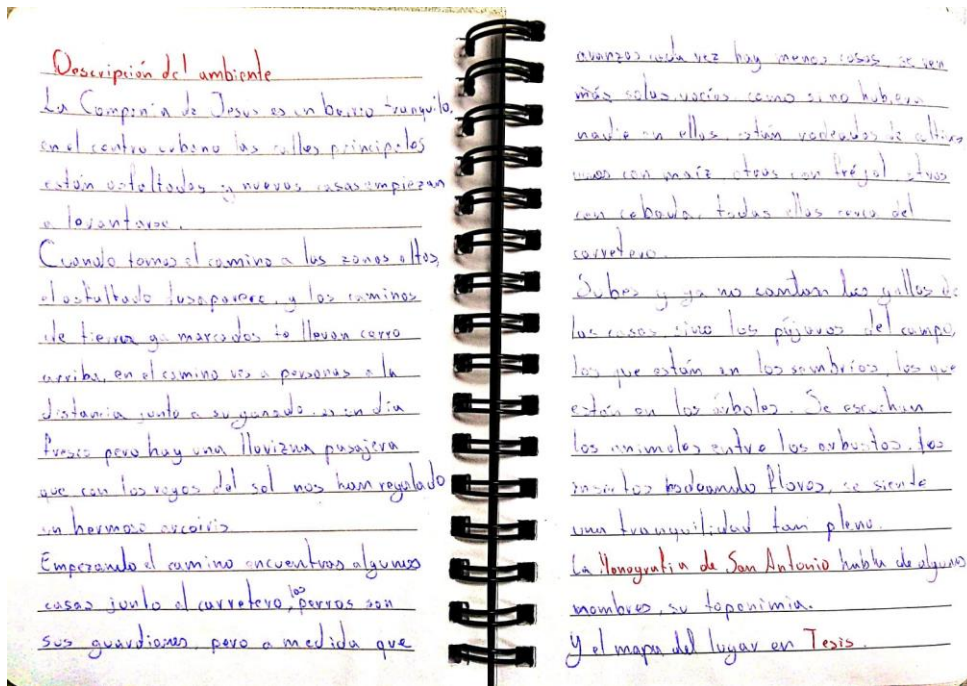 Descripción del ambiente
La Companía de Jesus es un barrio tranquilo,
en el centro urbano las calles principales
están asfaltadas y nuevas casas empiezan
a levantarse.
Cuando tomas el camino a las zonas altas,
el asfaltado desaparece, y los caminos
de tierra ya marcados te llevan cerro
arriba, en el camino ves a personas a la
distancia junto a su ganado. es un día
fresco pero hay una llovizna pasajera
que con los rayos del sol nos han regalado
un hermoso arcoiris
Empezando el camino encuentras algunas
casas junto al carretero, los perros son
sus guardianes, pero a medida que
avanzas cada vez hay menos casas, se ven
más solas, vacías como si no hubiera
nadie en ellas, están rodeadas de cultivos
unos con maíz, otras con fréjol, otras
con cebada, todas ellas cerca del
carretero.
Subes y ya no cantan los gallos de
las casas, sino los pájaros del campo,
los que están en los sembríos, los que
están en los árboles. Se escuchan
los animales entre los arbustos, los
insectos bordeando flores, se siente
una tranquilidad tan plena.
La Monografía de San Antonio habla de algunos
nombres, su toponimia.
Y el mapa del lugar en Tesis.